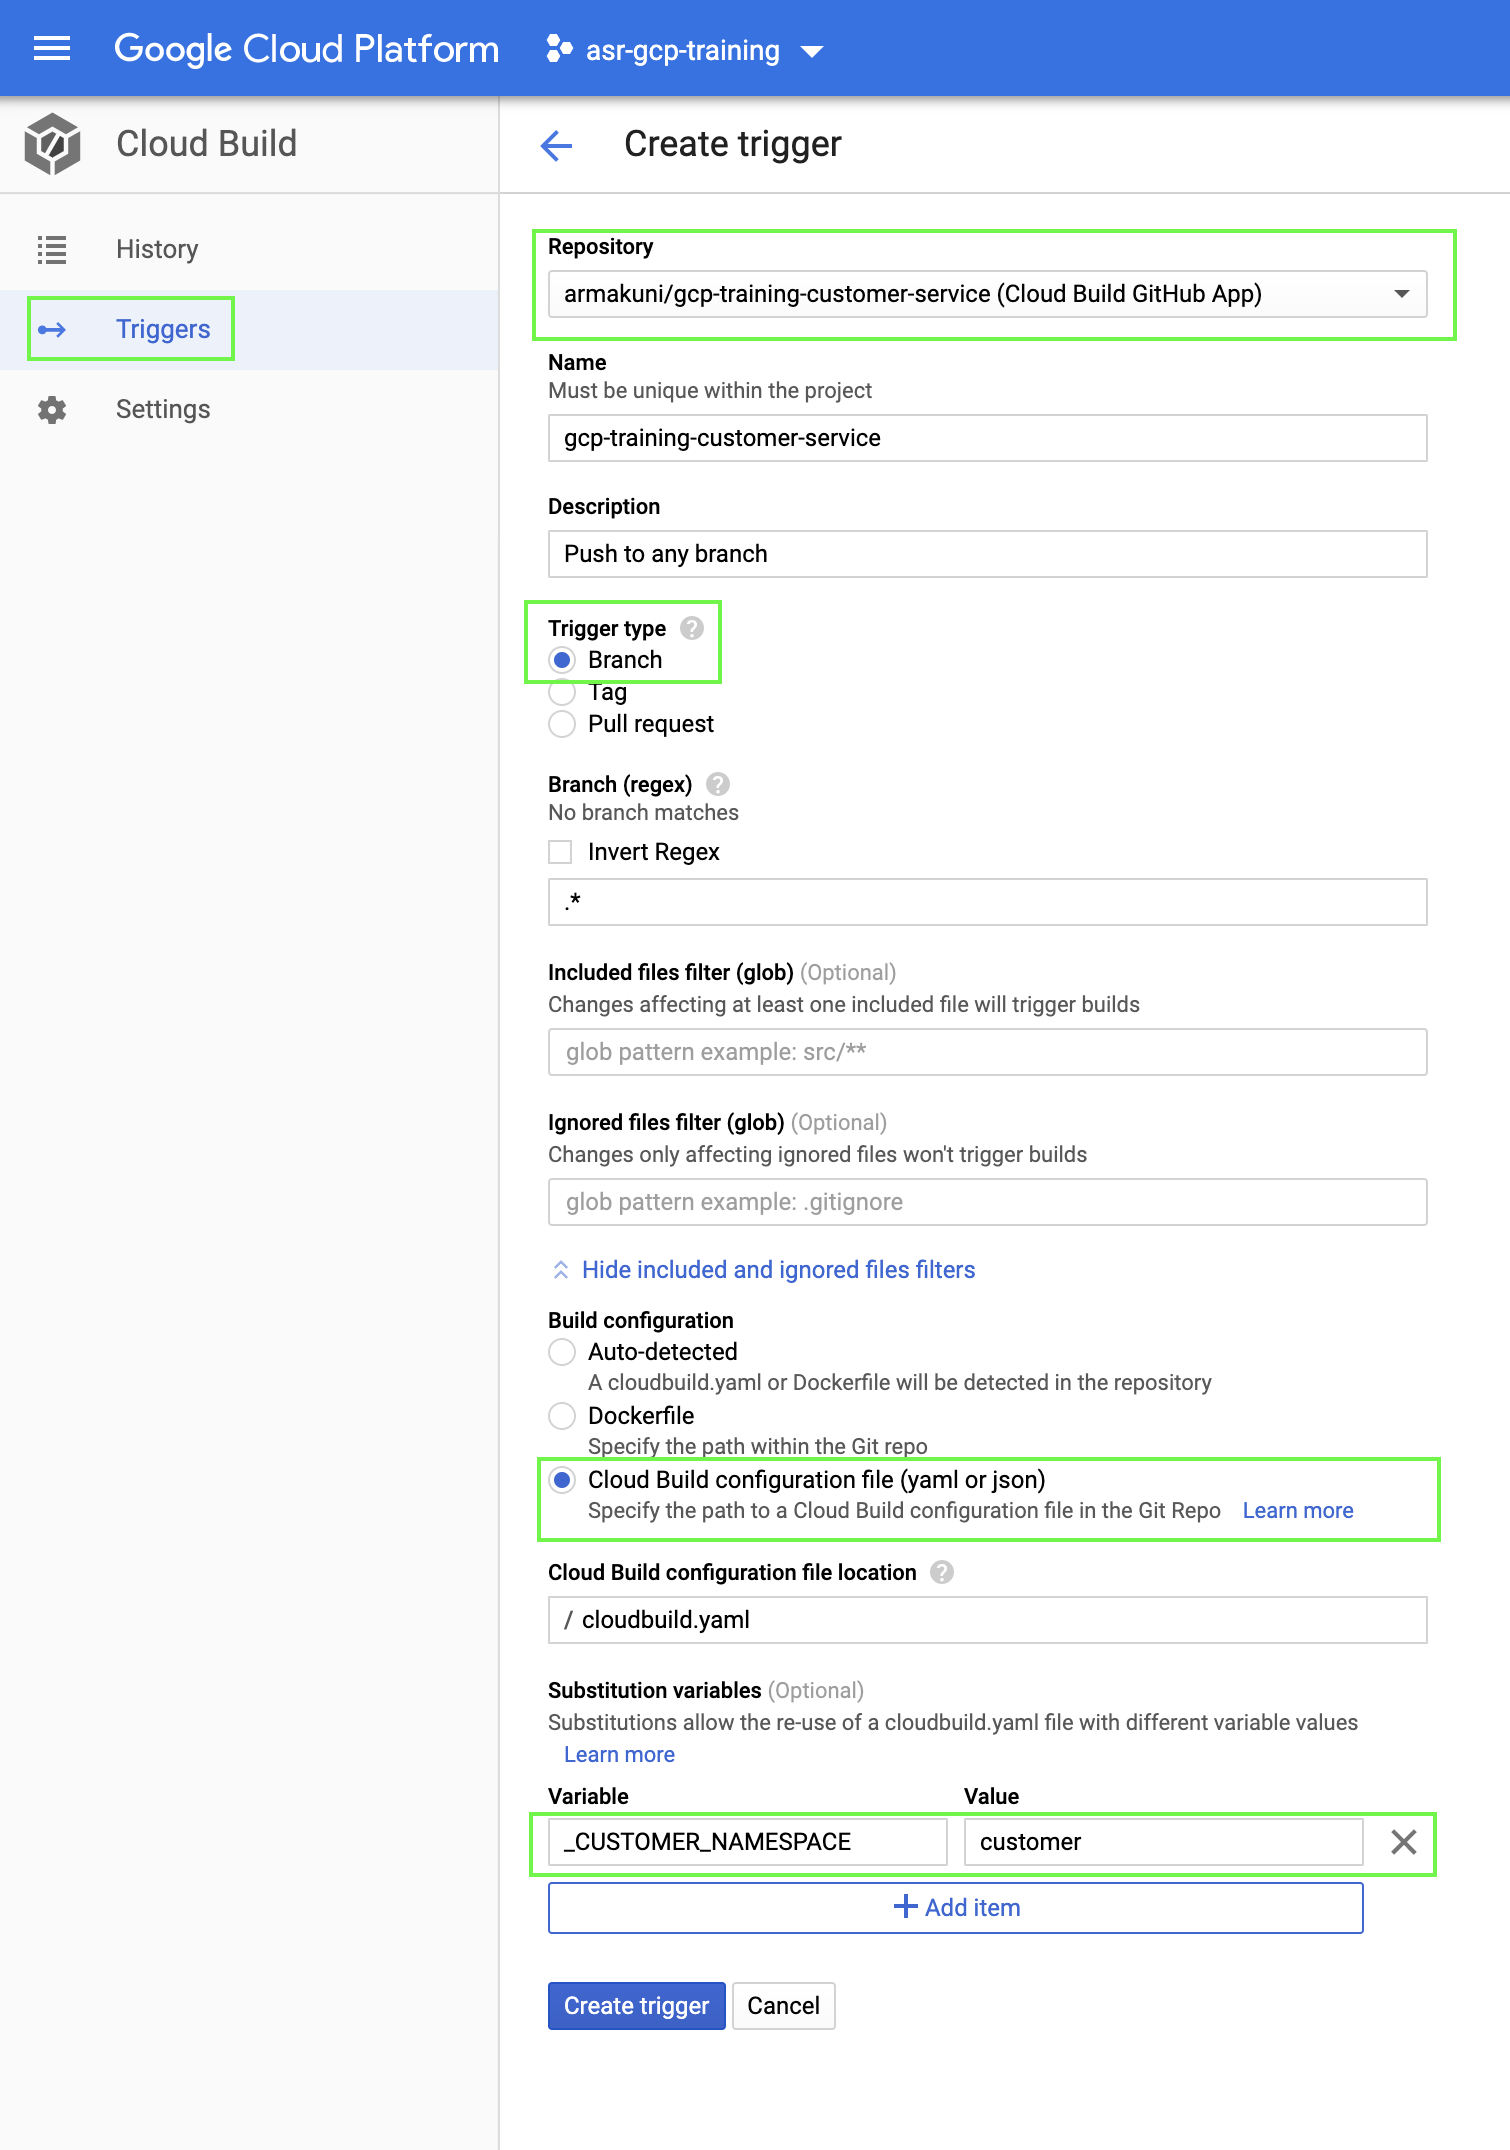 Google Cloud Platform
asr-gcp-training
Cloud Build
Create trigger
History
Triggers
Settings
Repository
armakuni/gcp-training-customer-service (Cloud Build GitHub App)
Name
Must be unique within the project
gcp-training-customer-service
Description
Push to any branch
Trigger type ?
Branch
Tag
Pull request
Branch (regex) ?
No branch matches
Invert Regex
.*
Included files filter (glob) (Optional)
Changes affecting at least one included file will trigger builds
glob pattern example: src/**
Ignored files filter (glob) (Optional)
Changes only affecting ignored files won't trigger builds
glob pattern example: .gitignore
Hide included and ignored files filters
Build configuration
Auto-detected
A cloudbuild.yaml or Dockerfile will be detected in the repository
Dockerfile
Specify the path within the Git repo
Cloud Build configuration file (yaml or json)
Specify the path to a Cloud Build configuration file in the Git Repo Learn more
Cloud Build configuration file location ?
/ cloudbuild.yaml
Substitution variables (Optional)
Substitutions allow the re-use of a cloudbuild.yaml file with different variable values
Learn more
Variable Value
_CUSTOMER_NAMESPACE customer
+ Add item
Create trigger Cancel